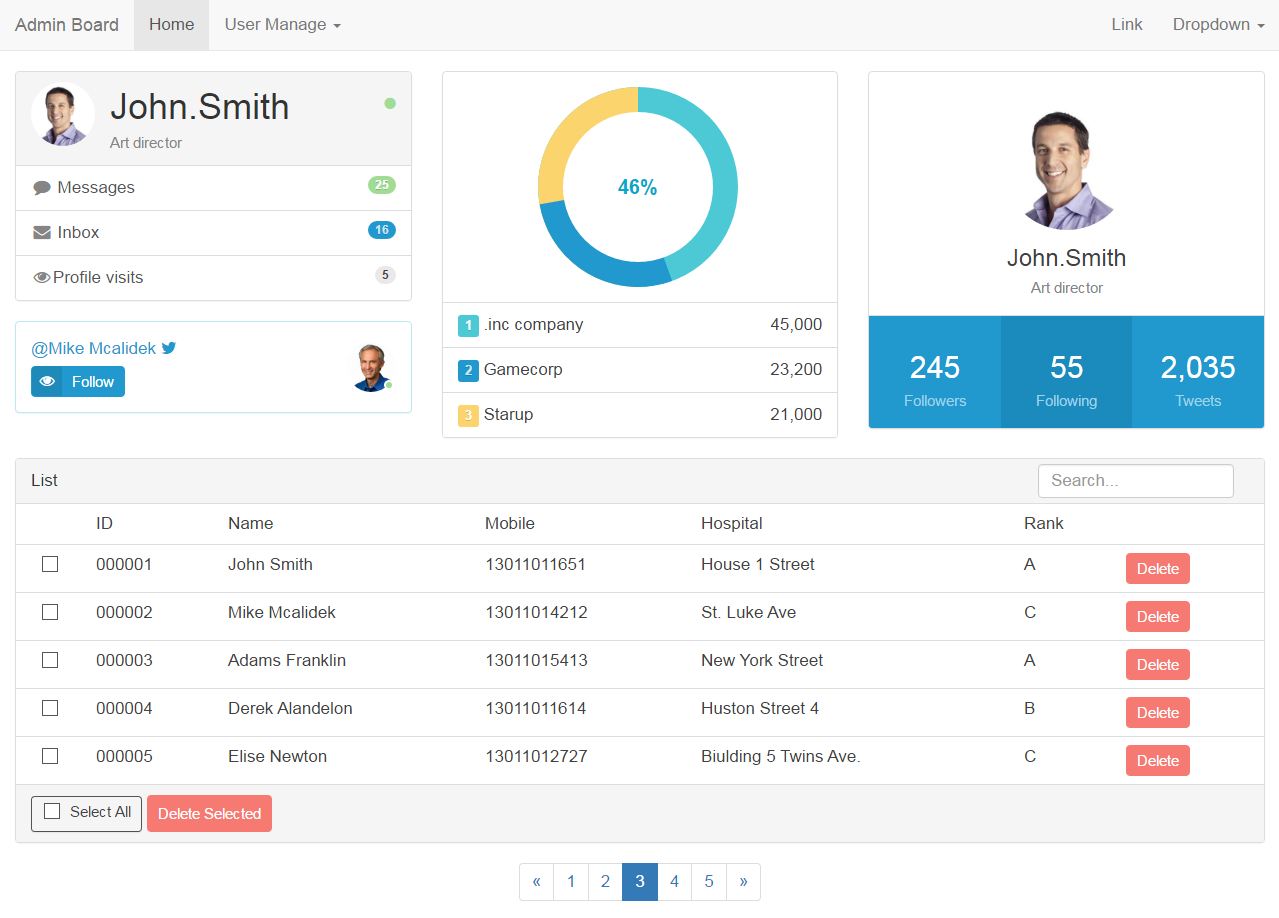 Admin Board Home User Manage Link Dropdown
John.Smith
Art director
Messages 25
Inbox 16
Profile visits 5
@Mike Mcalidek
Follow
46%
1 .inc company 45,000
2 Gamecorp 23,200
3 Starup 21,000
John.Smith
Art director
245 55 2,035
Followers Following Tweets
List Search...
ID Name Mobile Hospital Rank
000001 John Smith 13011011651 House 1 Street A Delete
000002 Mike Mcalidek 13011014212 St. Luke Ave C Delete
000003 Adams Franklin 13011015413 New York Street A Delete
000004 Derek Alandelon 13011011614 Huston Street 4 B Delete
000005 Elise Newton 13011012727 Biulding 5 Twins Ave. C Delete
Select All Delete Selected
« 1 2 3 4 5 »